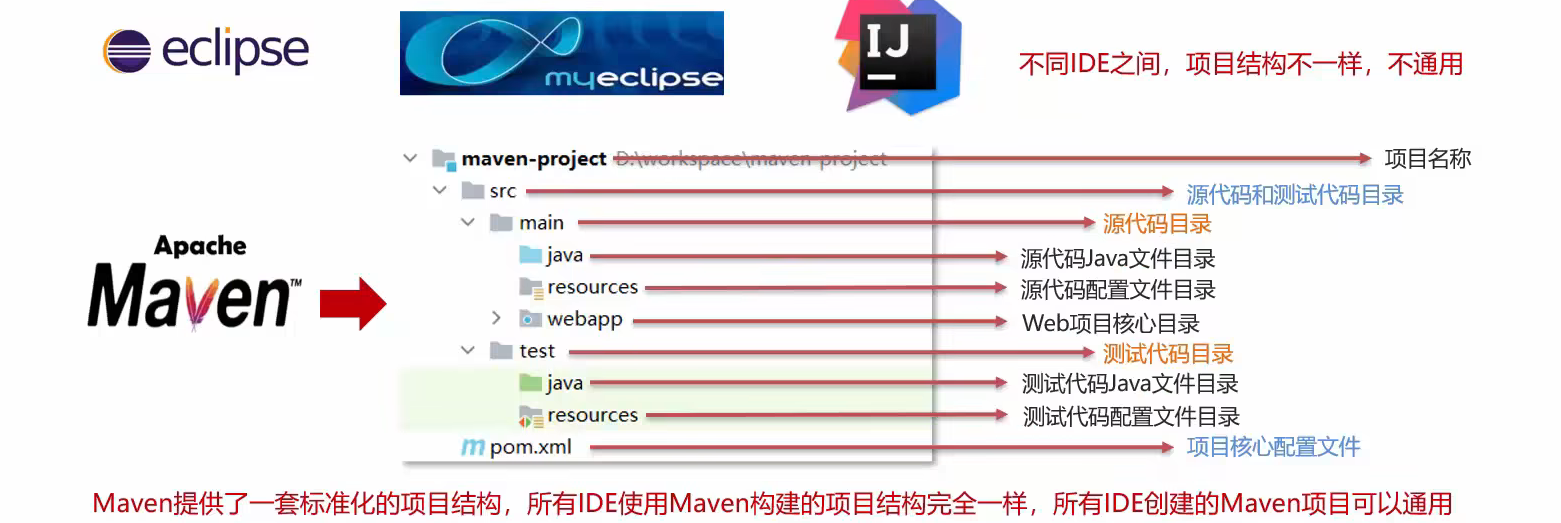 eclipse
myeclipse
IJ
不同IDE之间，项目结构不一样，不通用
maven-project D:\workspace\maven-project 项目名称
src 源代码和测试代码目录
main 源代码目录
java 源代码Java文件目录
resources 源代码配置文件目录
webapp Web项目核心目录
test 测试代码目录
java 测试代码Java文件目录
resources 测试代码配置文件目录
m pom.xml 项目核心配置文件
Apache
Maven™
Maven提供了一套标准化的项目结构，所有IDE使用Maven构建的项目结构完全一样，所有IDE创建的Maven项目可以通用